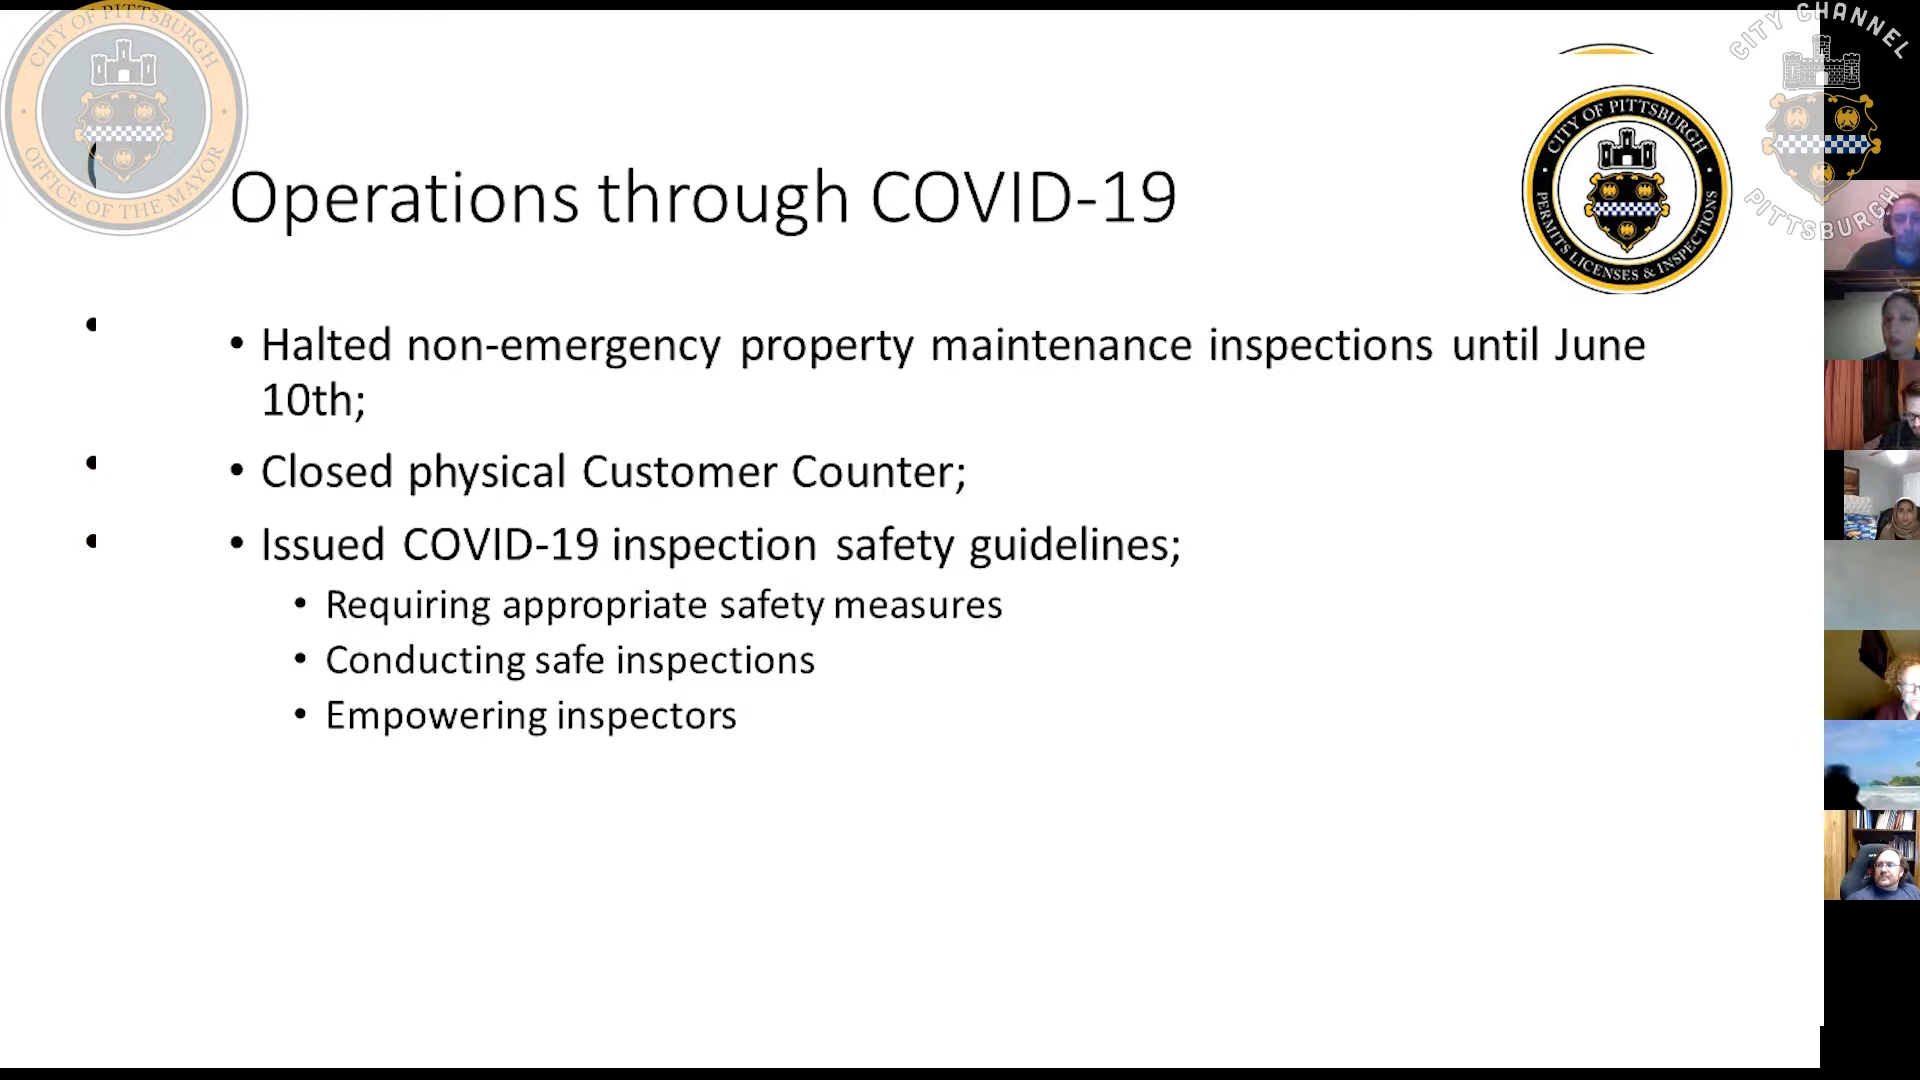 CITY OF PITTSBURGH
OFFICE OF THE MAYOR
CITY CHANNEL
PITTSBURGH
CITY OF PITTSBURGH
PERMITS LICENSES & INSPECTIONS
Operations through COVID-19
• Halted non-emergency property maintenance inspections until June
10th;
• Closed physical Customer Counter;
• Issued COVID-19 inspection safety guidelines;
• Requiring appropriate safety measures
• Conducting safe inspections
• Empowering inspectors